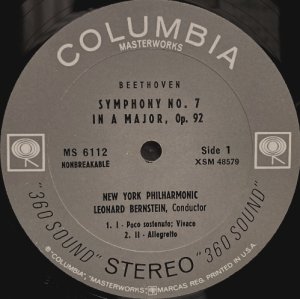 COLUMBIA
MASTERWORKS
BEETHOVEN
SYMPHONY NO. 7
IN A MAJOR, Op. 92
MS 6112
NONBREAKABLE
Side 1
XSM 48579
NEW YORK PHILHARMONIC
LEONARD BERNSTEIN, Conductor
1. I - Poco sostenuto; Vivace
2. II - Allegretto
"360 SOUND" STEREO "360 SOUND"
® "COLUMBIA", "MASTERWORKS", MARCAS REG. PRINTED IN U.S.A.